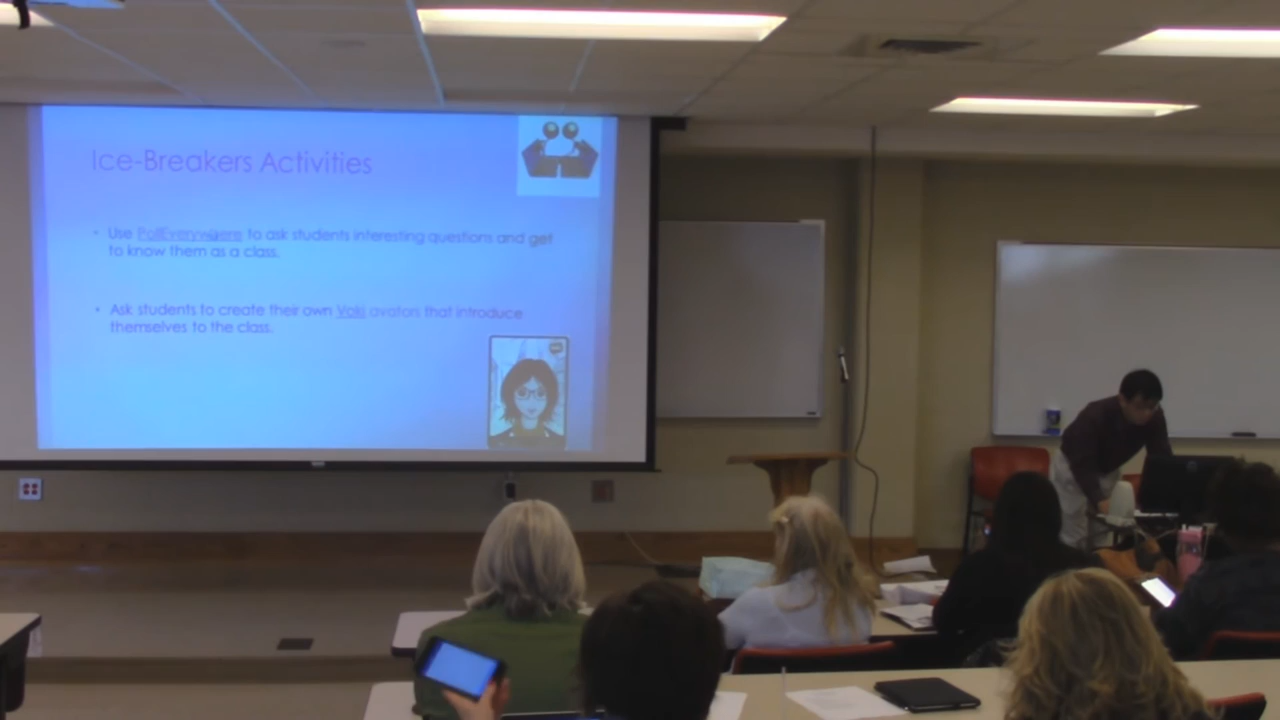 Ice-Breakers Activities
• Use PollEverywhere to ask students interesting questions and get
to know them as a class.
• Ask students to create their own Voki avatars that introduce
themselves to the class.